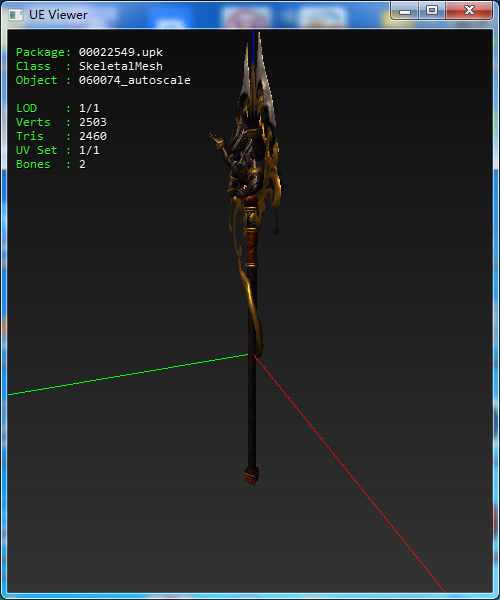 UE Viewer
Package: 00022549.upk
Class : SkeletalMesh
Object : 060074_autoscale
LOD : 1/1
Verts : 2503
Tris : 2460
UV Set : 1/1
Bones : 2